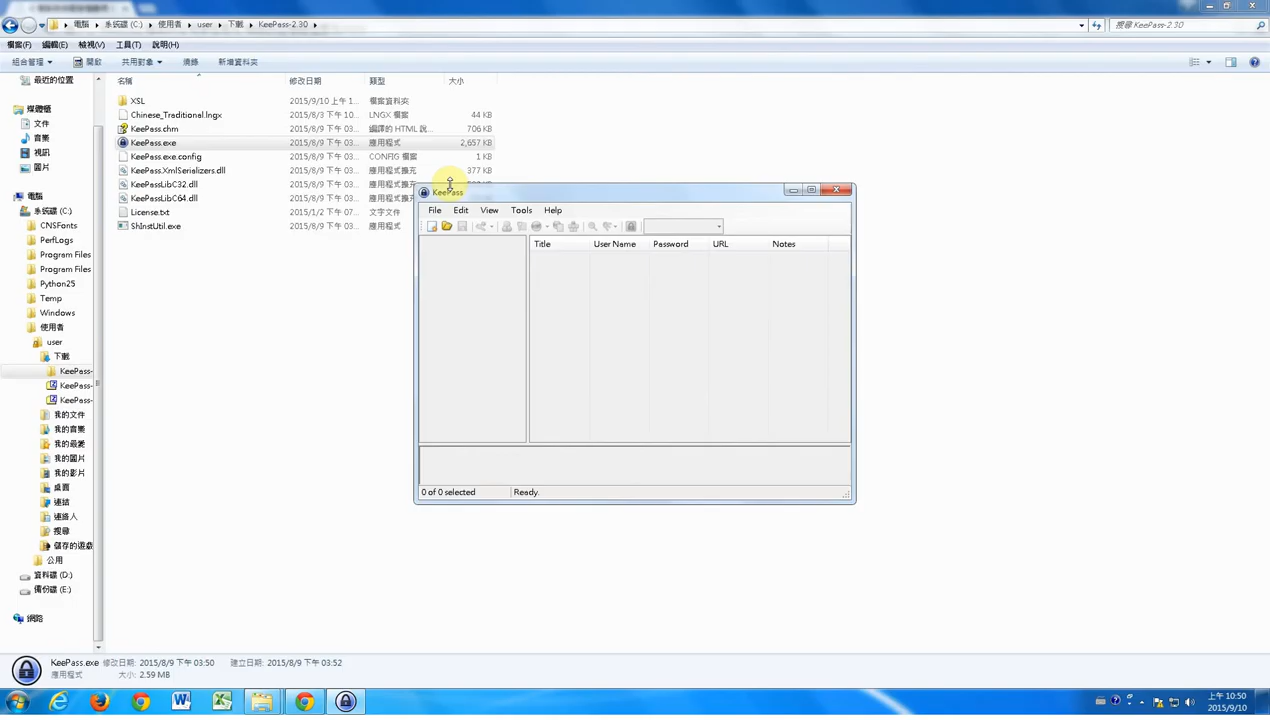 電腦 ▸ 系統碟 (C:) ▸ 使用者 ▸ user ▸ 下載 ▸ KeePass-2.30 ▸
搜尋 KeePass-2.30
檔案(F) 編輯(E) 檢視(V) 工具(T) 說明(H)
組合管理 開啟 共用對象 燒錄 新增資料夾
最近的位置
媒體櫃
文件
音樂
視訊
圖片
電腦
系統碟 (C:)
CNSFonts
PerfLogs
Program Files
Program Files
Python25
Temp
Windows
使用者
user
下載
KeePass-
KeePass-
KeePass-
我的文件
我的音樂
我的最愛
我的圖片
我的影片
桌面
連結
連絡人
搜尋
儲存的遊戲
公用
資料碟 (D:)
備份碟 (E:)
網路
名稱 修改日期 類型 大小
XSL 2015/9/10 上午 1... 檔案資料夾
Chinese_Traditional.lngx 2015/8/3 下午 10... LNGX 檔案 44 KB
KeePass.chm 2015/8/9 下午 03... 編譯的 HTML 說... 706 KB
KeePass.exe 2015/8/9 下午 03... 應用程式 2,657 KB
KeePass.exe.config 2015/8/9 下午 03... CONFIG 檔案 1 KB
KeePass.XmlSerializers.dll 2015/8/9 下午 03... 應用程式擴充 377 KB
KeePassLibC32.dll 2015/8/9 下午 03... 應用程式擴充
KeePassLibC64.dll 2015/8/9 下午 03... 應用程式擴充
License.txt 2015/1/2 下午 07... 文字文件
ShInstUtil.exe 2015/8/9 下午 03... 應用程式
KeePass
File Edit View Tools Help
Title User Name Password URL Notes
0 of 0 selected Ready.
KeePass.exe 修改日期: 2015/8/9 下午 03:50 建立日期: 2015/8/9 下午 03:52
應用程式 大小: 2.59 MB
上午 10:50
2015/9/10